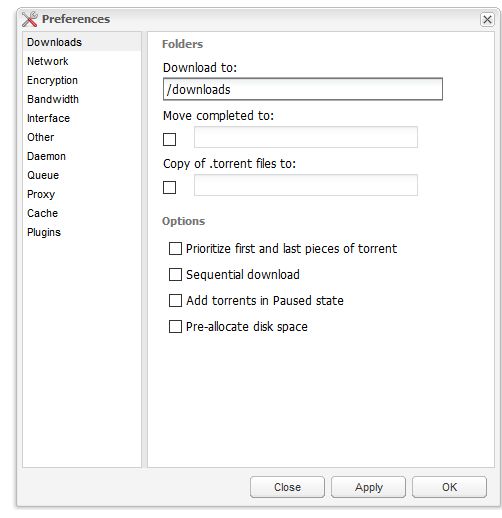 Preferences
Downloads
Network
Encryption
Bandwidth
Interface
Other
Daemon
Queue
Proxy
Cache
Plugins
Folders
Download to:
/downloads
Move completed to:
Copy of .torrent files to:
Options
Prioritize first and last pieces of torrent
Sequential download
Add torrents in Paused state
Pre-allocate disk space
Close
Apply
OK